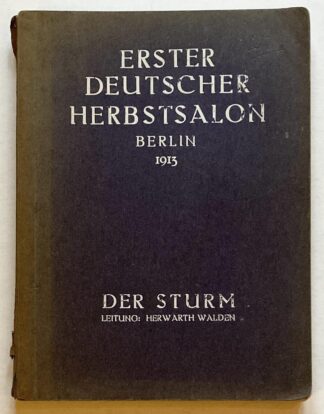 ERSTER
DEUTSCHER
HERBSTSALON
BERLIN
1913
DER STURM
LEITUNG: HERWARTH WALDEN